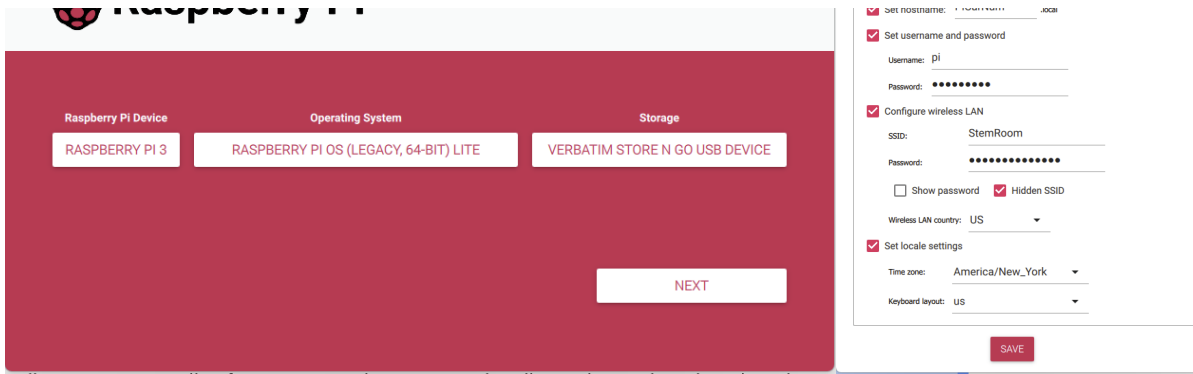 Raspberry Pi
Raspberry Pi Device
Operating System
Storage
RASPBERRY PI 3
RASPBERRY PI OS (LEGACY, 64-BIT) LITE
VERBATIM STORE N GO USB DEVICE
NEXT
Set hostname:
.local
Set username and password
Username: pi
Password: •••••••••
Configure wireless LAN
SSID: StemRoom
Password: ••••••••••••••
Show password
Hidden SSID
Wireless LAN country: US
Set locale settings
Time zone: America/New_York
Keyboard layout: us
SAVE